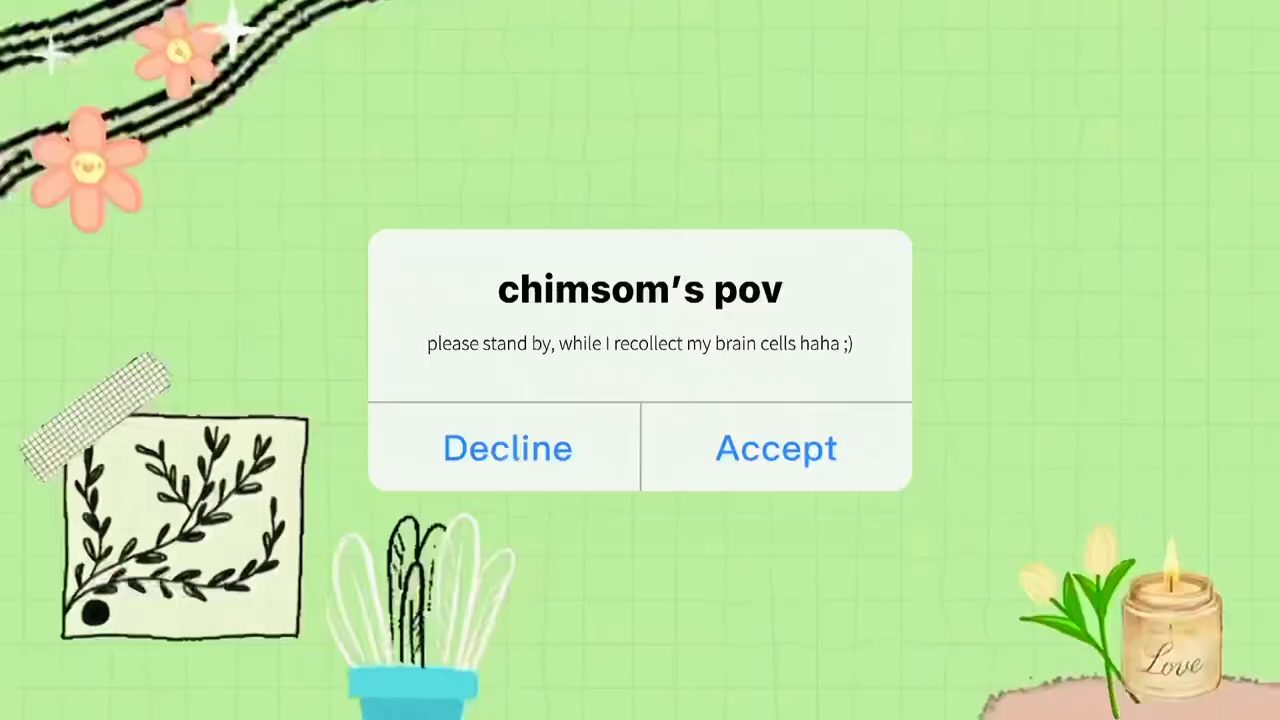 chimsom's pov
please stand by, while I recollect my brain cells haha ;)
Decline
Accept
Love